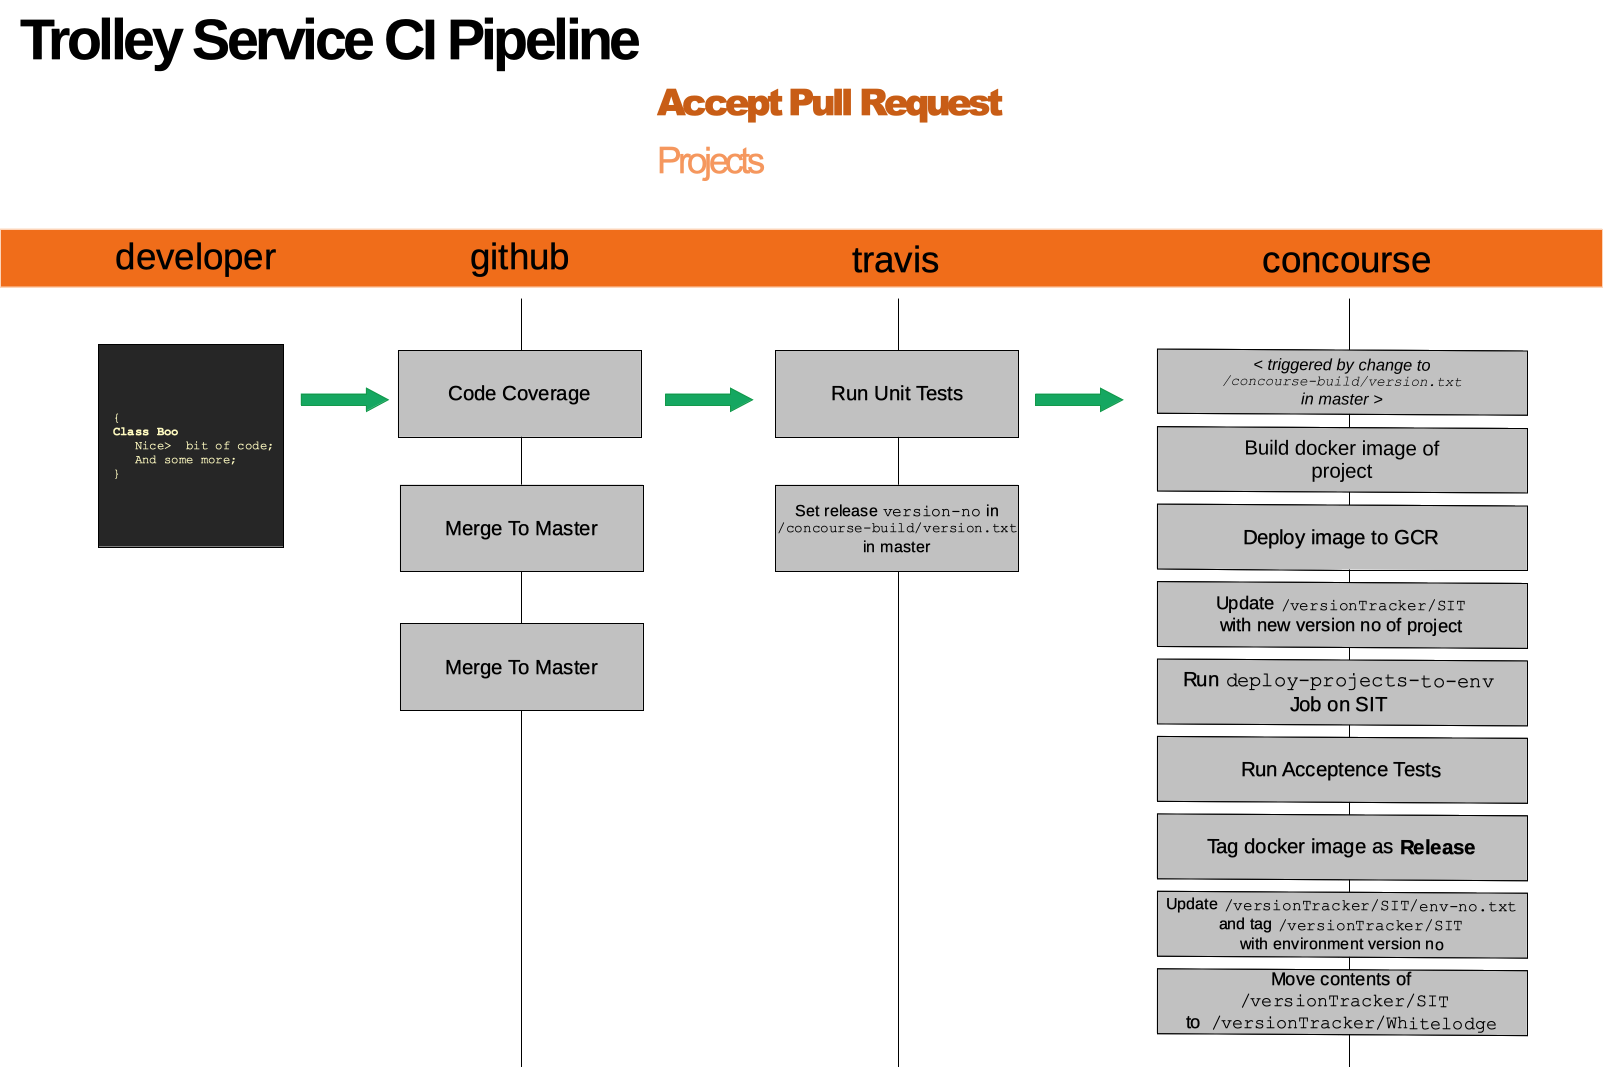 Trolley Service CI Pipeline
Accept Pull Request
Projects
developer
github
travis
concourse
{
Class Boo
Nice>  bit of code;
And some more;
}
Code Coverage
Merge To Master
Merge To Master
Run Unit Tests
Set release version-no in
/concourse-build/version.txt
in master
< triggered by change to
/concourse-build/version.txt
in master >
Build docker image of
project
Deploy image to GCR
Update /versionTracker/SIT
with new version no of project
Run deploy-projects-to-env
Job on SIT
Run Acceptence Tests
Tag docker image as Release
Update /versionTracker/SIT/env-no.txt
and tag /versionTracker/SIT
with environment version no
Move contents of
/versionTracker/SIT
to /versionTracker/Whitelodge